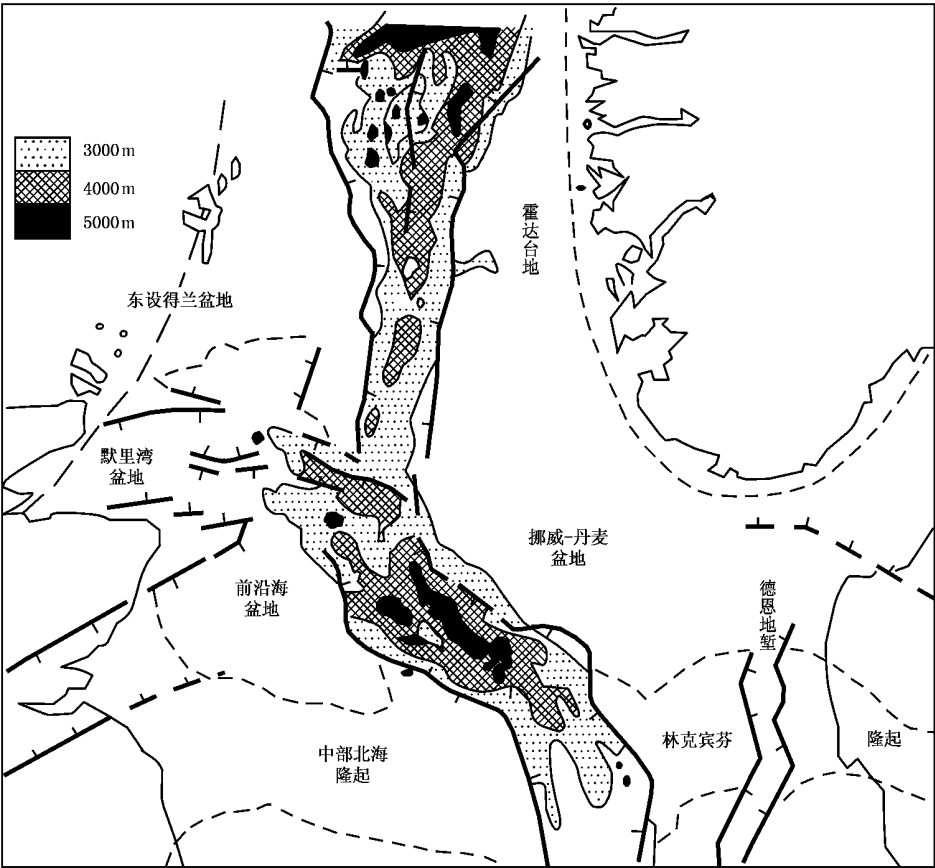 3000m
4000m
5000m
霍达台地
东设得兰盆地
默里湾
盆地
挪威-丹麦
盆地
前沿海
盆地
德恩地堑
林克宾芬
隆起
中部北海
隆起